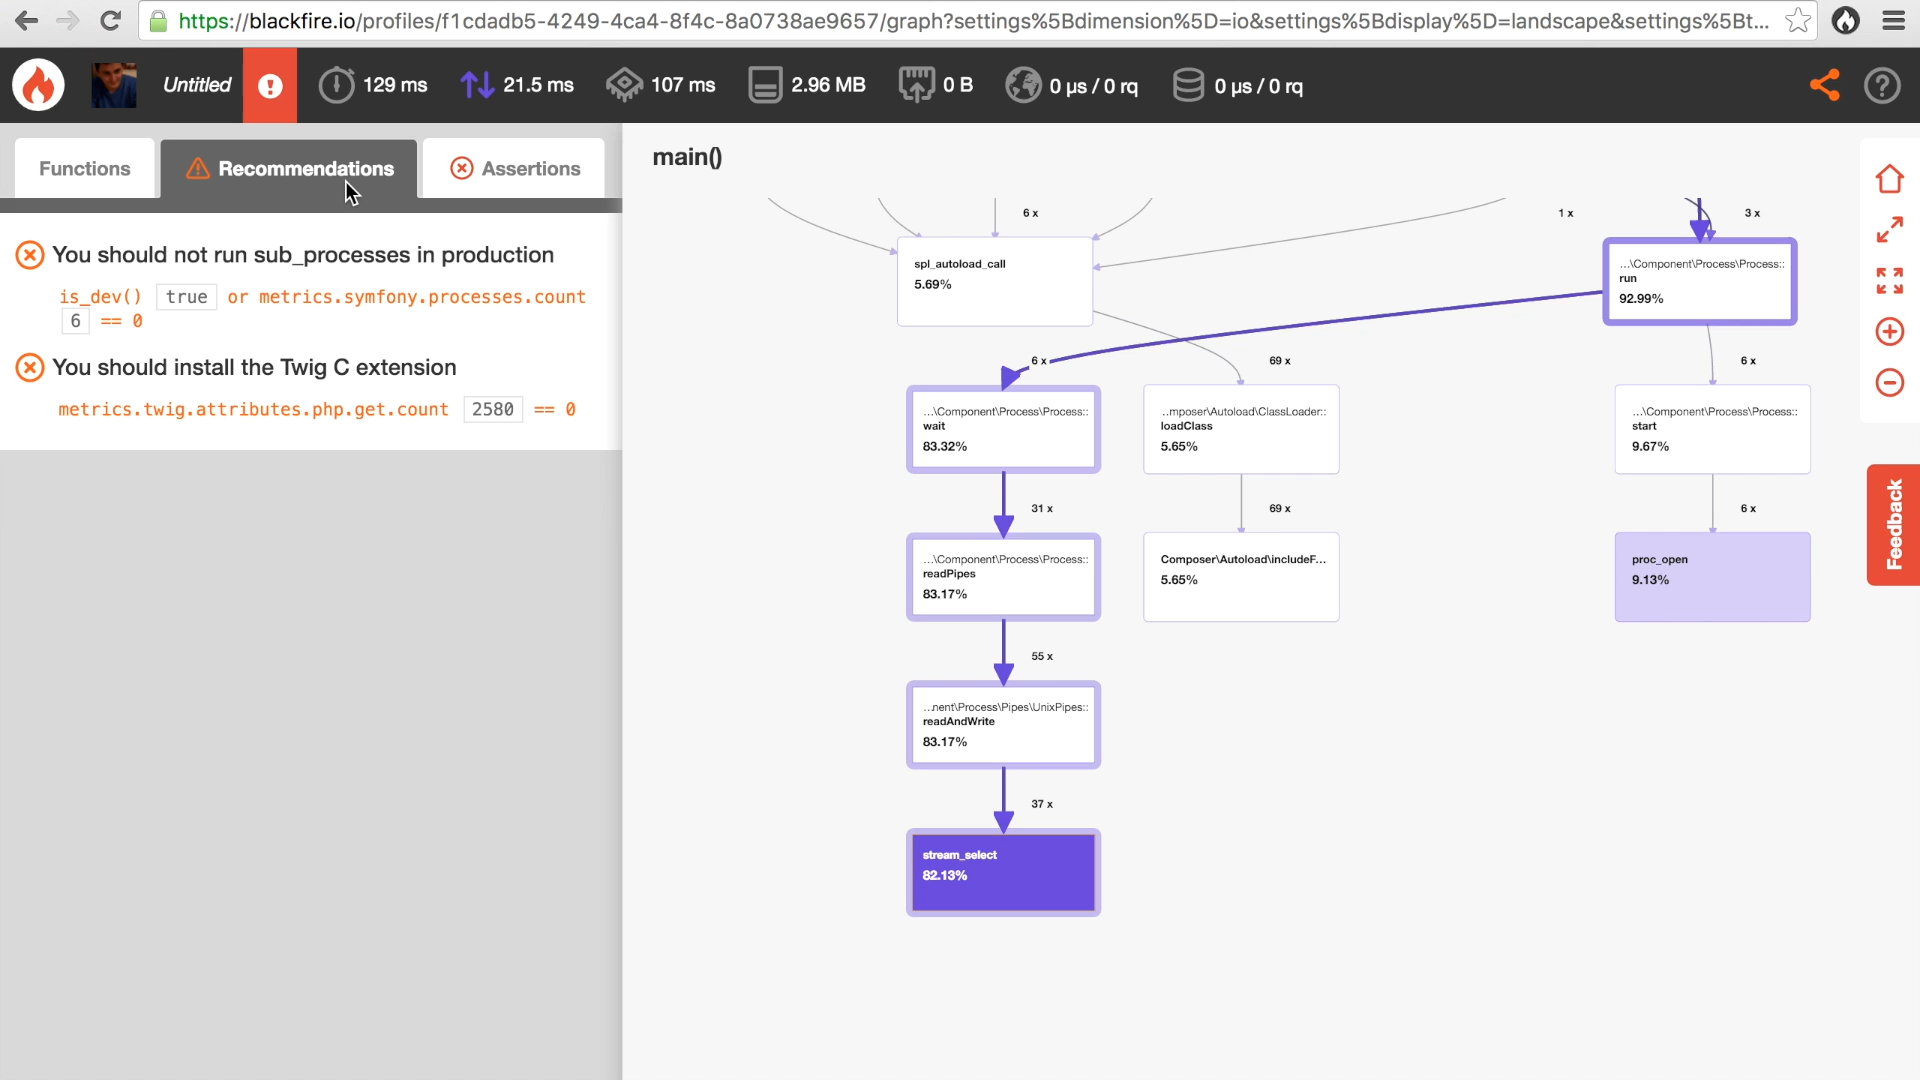 https://blackfire.io/profiles/f1cdadb5-4249-4ca4-8f4c-8a0738ae9657/graph?settings%5Bdimension%5D=io&settings%5Bdisplay%5D=landscape&settings%5Bt...
Untitled 129 ms 21.5 ms 107 ms 2.96 MB 0 B 0 µs / 0 rq 0 µs / 0 rq
Functions Recommendations Assertions
You should not run sub_processes in production
is_dev() true or metrics.symfony.processes.count
6 == 0
You should install the Twig C extension
metrics.twig.attributes.php.get.count 2580 == 0
main()
6 x
1 x
3 x
spl_autoload_call
5.69%
...\Component\Process\Process::
run
92.99%
6 x
69 x
6 x
...\Component\Process\Process::
wait
83.32%
...mposer\Autoload\ClassLoader::
loadClass
5.65%
...\Component\Process\Process::
start
9.67%
31 x
69 x
6 x
...\Component\Process\Process::
readPipes
83.17%
Composer\Autoload\includeF...
5.65%
proc_open
9.13%
55 x
...nent\Process\Pipes\UnixPipes::
readAndWrite
83.17%
37 x
stream_select
82.13%
Feedback